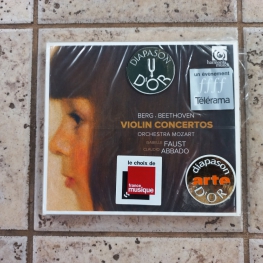 DIAPASON
D'OR
harmonia
mundi
un événement
ffff
Télérama
BERG . BEETHOVEN
VIOLIN CONCERTOS
ORCHESTRA MOZART
FAUST
ABBADO
le choix de
france
musique
diapason
arte
D'OR